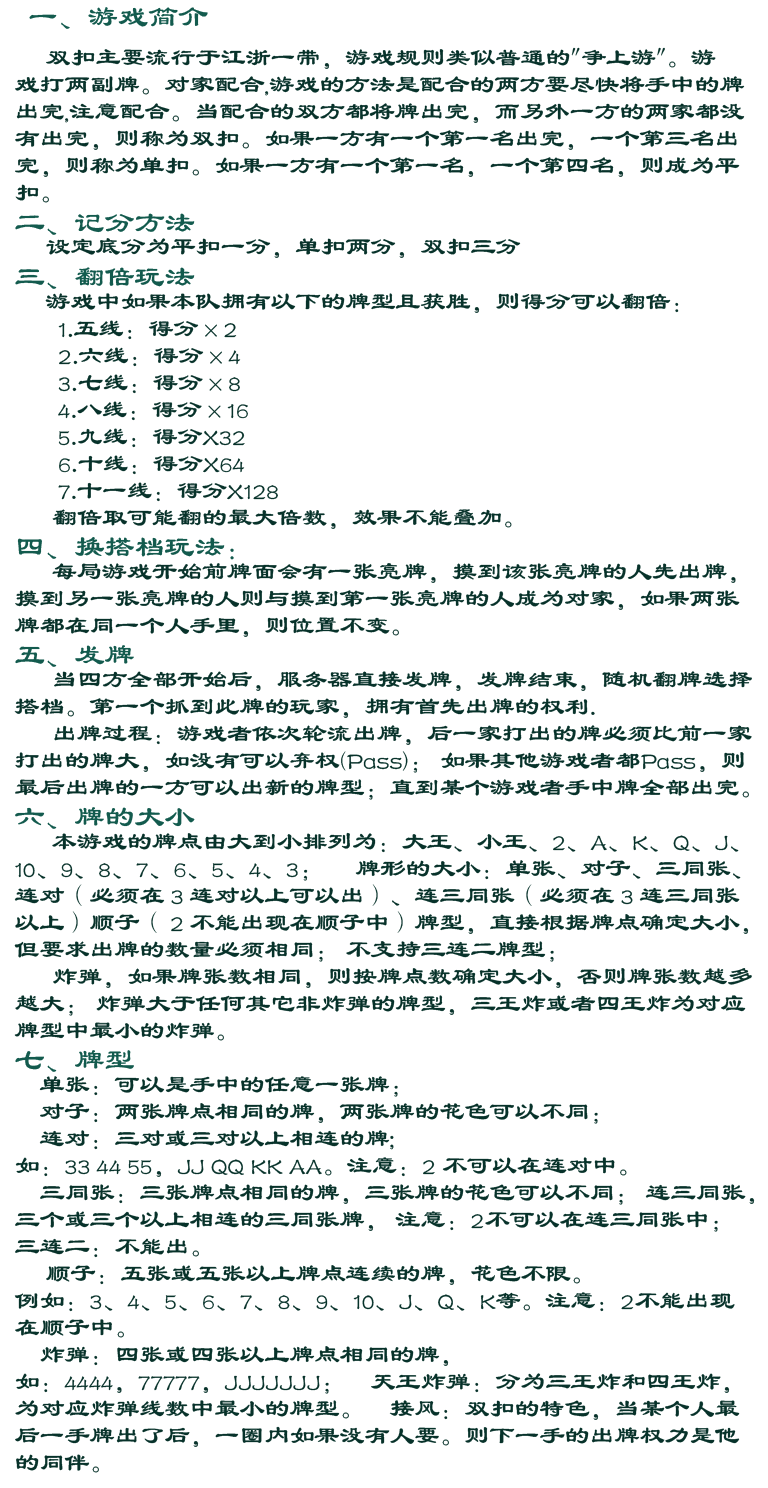 一、游戏简介
双扣主要流行于江浙一带，游戏规则类似普通的"争上游"。游
戏打两副牌。对家配合,游戏的方法是配合的两方要尽快将手中的牌
出完,注意配合。当配合的双方都将牌出完，而另外一方的两家都没
有出完，则称为双扣。如果一方有一个第一名出完，一个第三名出
完，则称为单扣。如果一方有一个第一名，一个第四名，则成为平
扣。
二、记分方法
设定底分为平扣一分，单扣两分，双扣三分
三、翻倍玩法
游戏中如果本队拥有以下的牌型且获胜，则得分可以翻倍：
1.五线：得分×2
2.六线：得分×4
3.七线：得分×8
4.八线：得分×16
5.九线：得分X32
6.十线：得分X64
7.十一线：得分X128
翻倍取可能翻的最大倍数，效果不能叠加。
四、换搭档玩法：
每局游戏开始前牌面会有一张亮牌，摸到该张亮牌的人先出牌，
摸到另一张亮牌的人则与摸到第一张亮牌的人成为对家，如果两张
牌都在同一个人手里，则位置不变。
五、发牌
当四方全部开始后，服务器直接发牌，发牌结束，随机翻牌选择
搭档。第一个抓到此牌的玩家，拥有首先出牌的权利.
出牌过程：游戏者依次轮流出牌，后一家打出的牌必须比前一家
打出的牌大，如没有可以弃权(Pass)； 如果其他游戏者都Pass，则
最后出牌的一方可以出新的牌型；直到某个游戏者手中牌全部出完。
六、牌的大小
本游戏的牌点由大到小排列为：大王、小王、2、A、K、Q、J、
10、9、8、7、6、5、4、3； 牌形的大小：单张、对子、三同张、
连对（必须在3连对以上可以出）、连三同张（必须在3连三同张
以上）顺子（ 2 不能出现在顺子中）牌型，直接根据牌点确定大小，
但要求出牌的数量必须相同； 不支持三连二牌型；
炸弹，如果牌张数相同，则按牌点数确定大小，否则牌张数越多
越大； 炸弹大于任何其它非炸弹的牌型，三王炸或者四王炸为对应
牌型中最小的炸弹。
七、牌型
单张：可以是手中的任意一张牌；
对子：两张牌点相同的牌，两张牌的花色可以不同；
连对：三对或三对以上相连的牌；
如：33 44 55，JJ QQ KK AA。注意：2 不可以在连对中。
三同张：三张牌点相同的牌，三张牌的花色可以不同； 连三同张，
三个或三个以上相连的三同张牌， 注意：2不可以在连三同张中；
三连二：不能出。
顺子：五张或五张以上牌点连续的牌，花色不限。
例如：3、4、5、6、7、8、9、10、J、Q、K等。注意：2不能出现
在顺子中。
炸弹：四张或四张以上牌点相同的牌，
如：4444，77777，JJJJJJJ； 天王炸弹：分为三王炸和四王炸，
为对应炸弹线数中最小的牌型。 接风：双扣的特色，当某个人最
后一手牌出了后，一圈内如果没有人要。则下一手的出牌权力是他
的同伴。